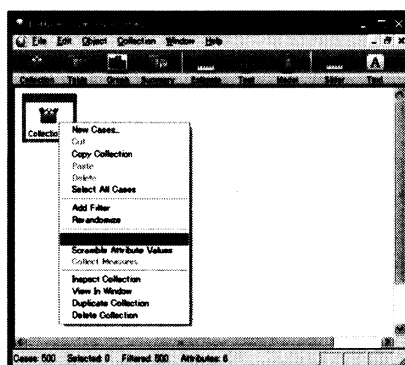 File Edit Object Collection Window Help
Collection Table Graph Summary Estimate Test Model Slider Text
Collection
New Cases...
Cut
Copy Collection
Paste
Delete
Select All Cases
Add Filter
Rerandomize
Scramble Attribute Values
Collect Measures
Inspect Collection
View In Window
Duplicate Collection
Delete Collection
Cases: 500 Selected: 0 Filtered: 500 Attributes: 6